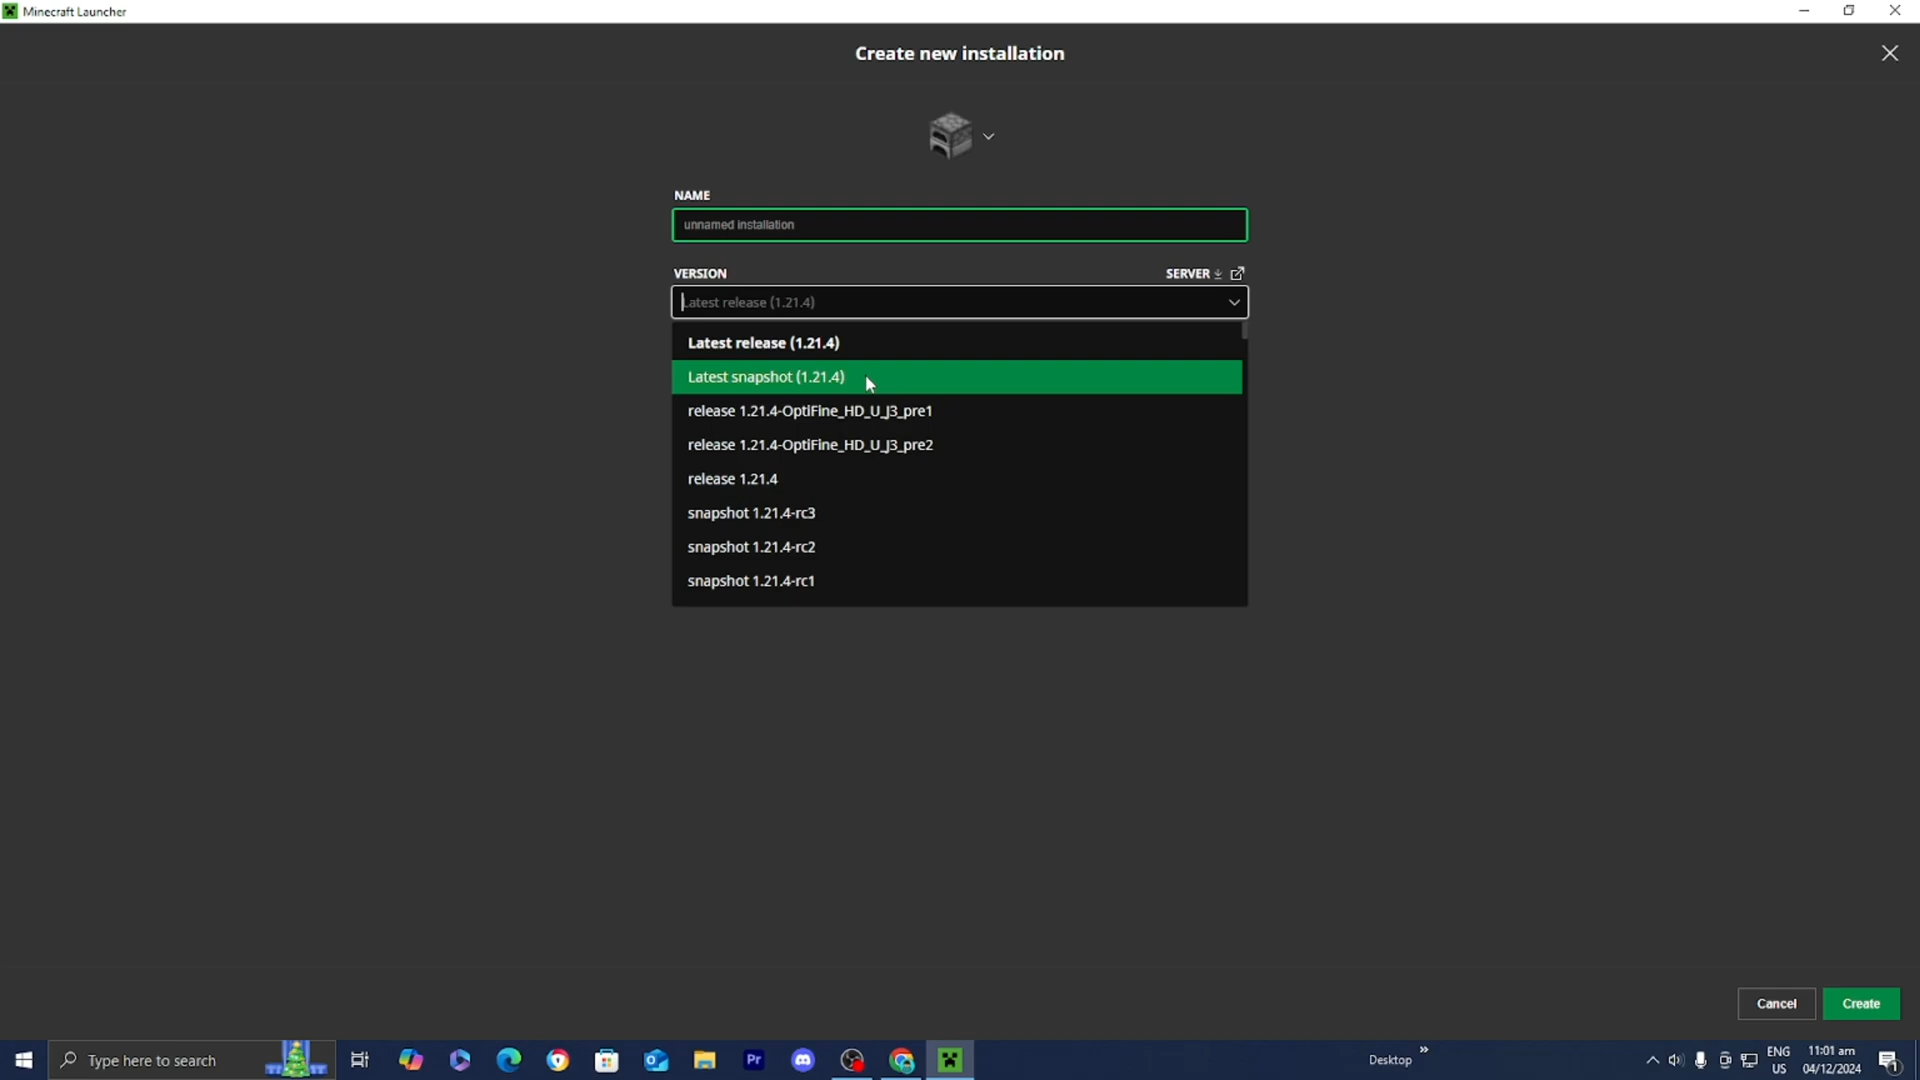 Minecraft Launcher
Create new installation
NAME
unnamed installation
VERSION
SERVER
Latest release (1.21.4)
Latest release (1.21.4)
Latest snapshot (1.21.4)
release 1.21.4-OptiFine_HD_U_J3_pre1
release 1.21.4-OptiFine_HD_U_J3_pre2
release 1.21.4
snapshot 1.21.4-rc3
snapshot 1.21.4-rc2
snapshot 1.21.4-rc1
Cancel
Create
Type here to search
Pr
Desktop
ENG
US
11:01 am
04/12/2024
1